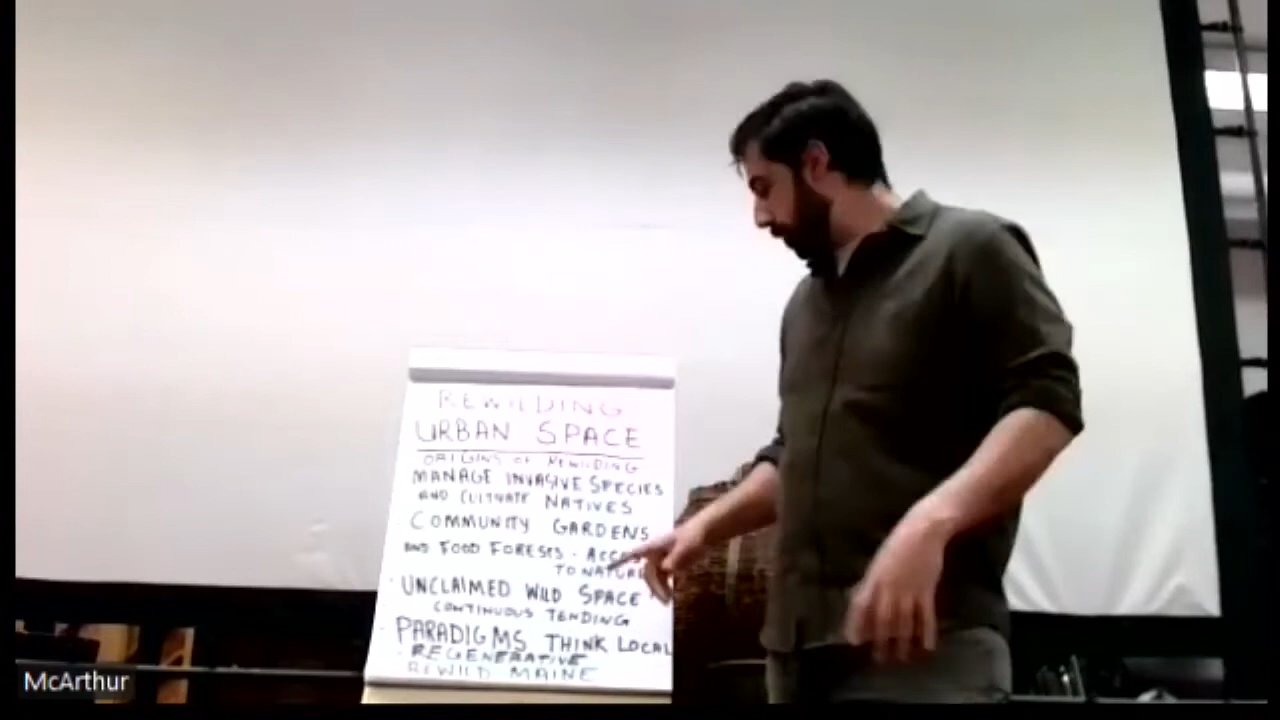 REWILDING
URBAN SPACE
ORIGINS OF REWILDING
MANAGE INVASIVE SPECIES
AND CULTIVATE NATIVES
- COMMUNITY GARDENS
AND FOOD FORESTS - ACCESS
TO NATURE
- UNCLAIMED WILD SPACE
CONTINUOUS TENDING
- PARADIGMS THINK LOCAL
- REGENERATIVE
REWILD MAINE
McArthur